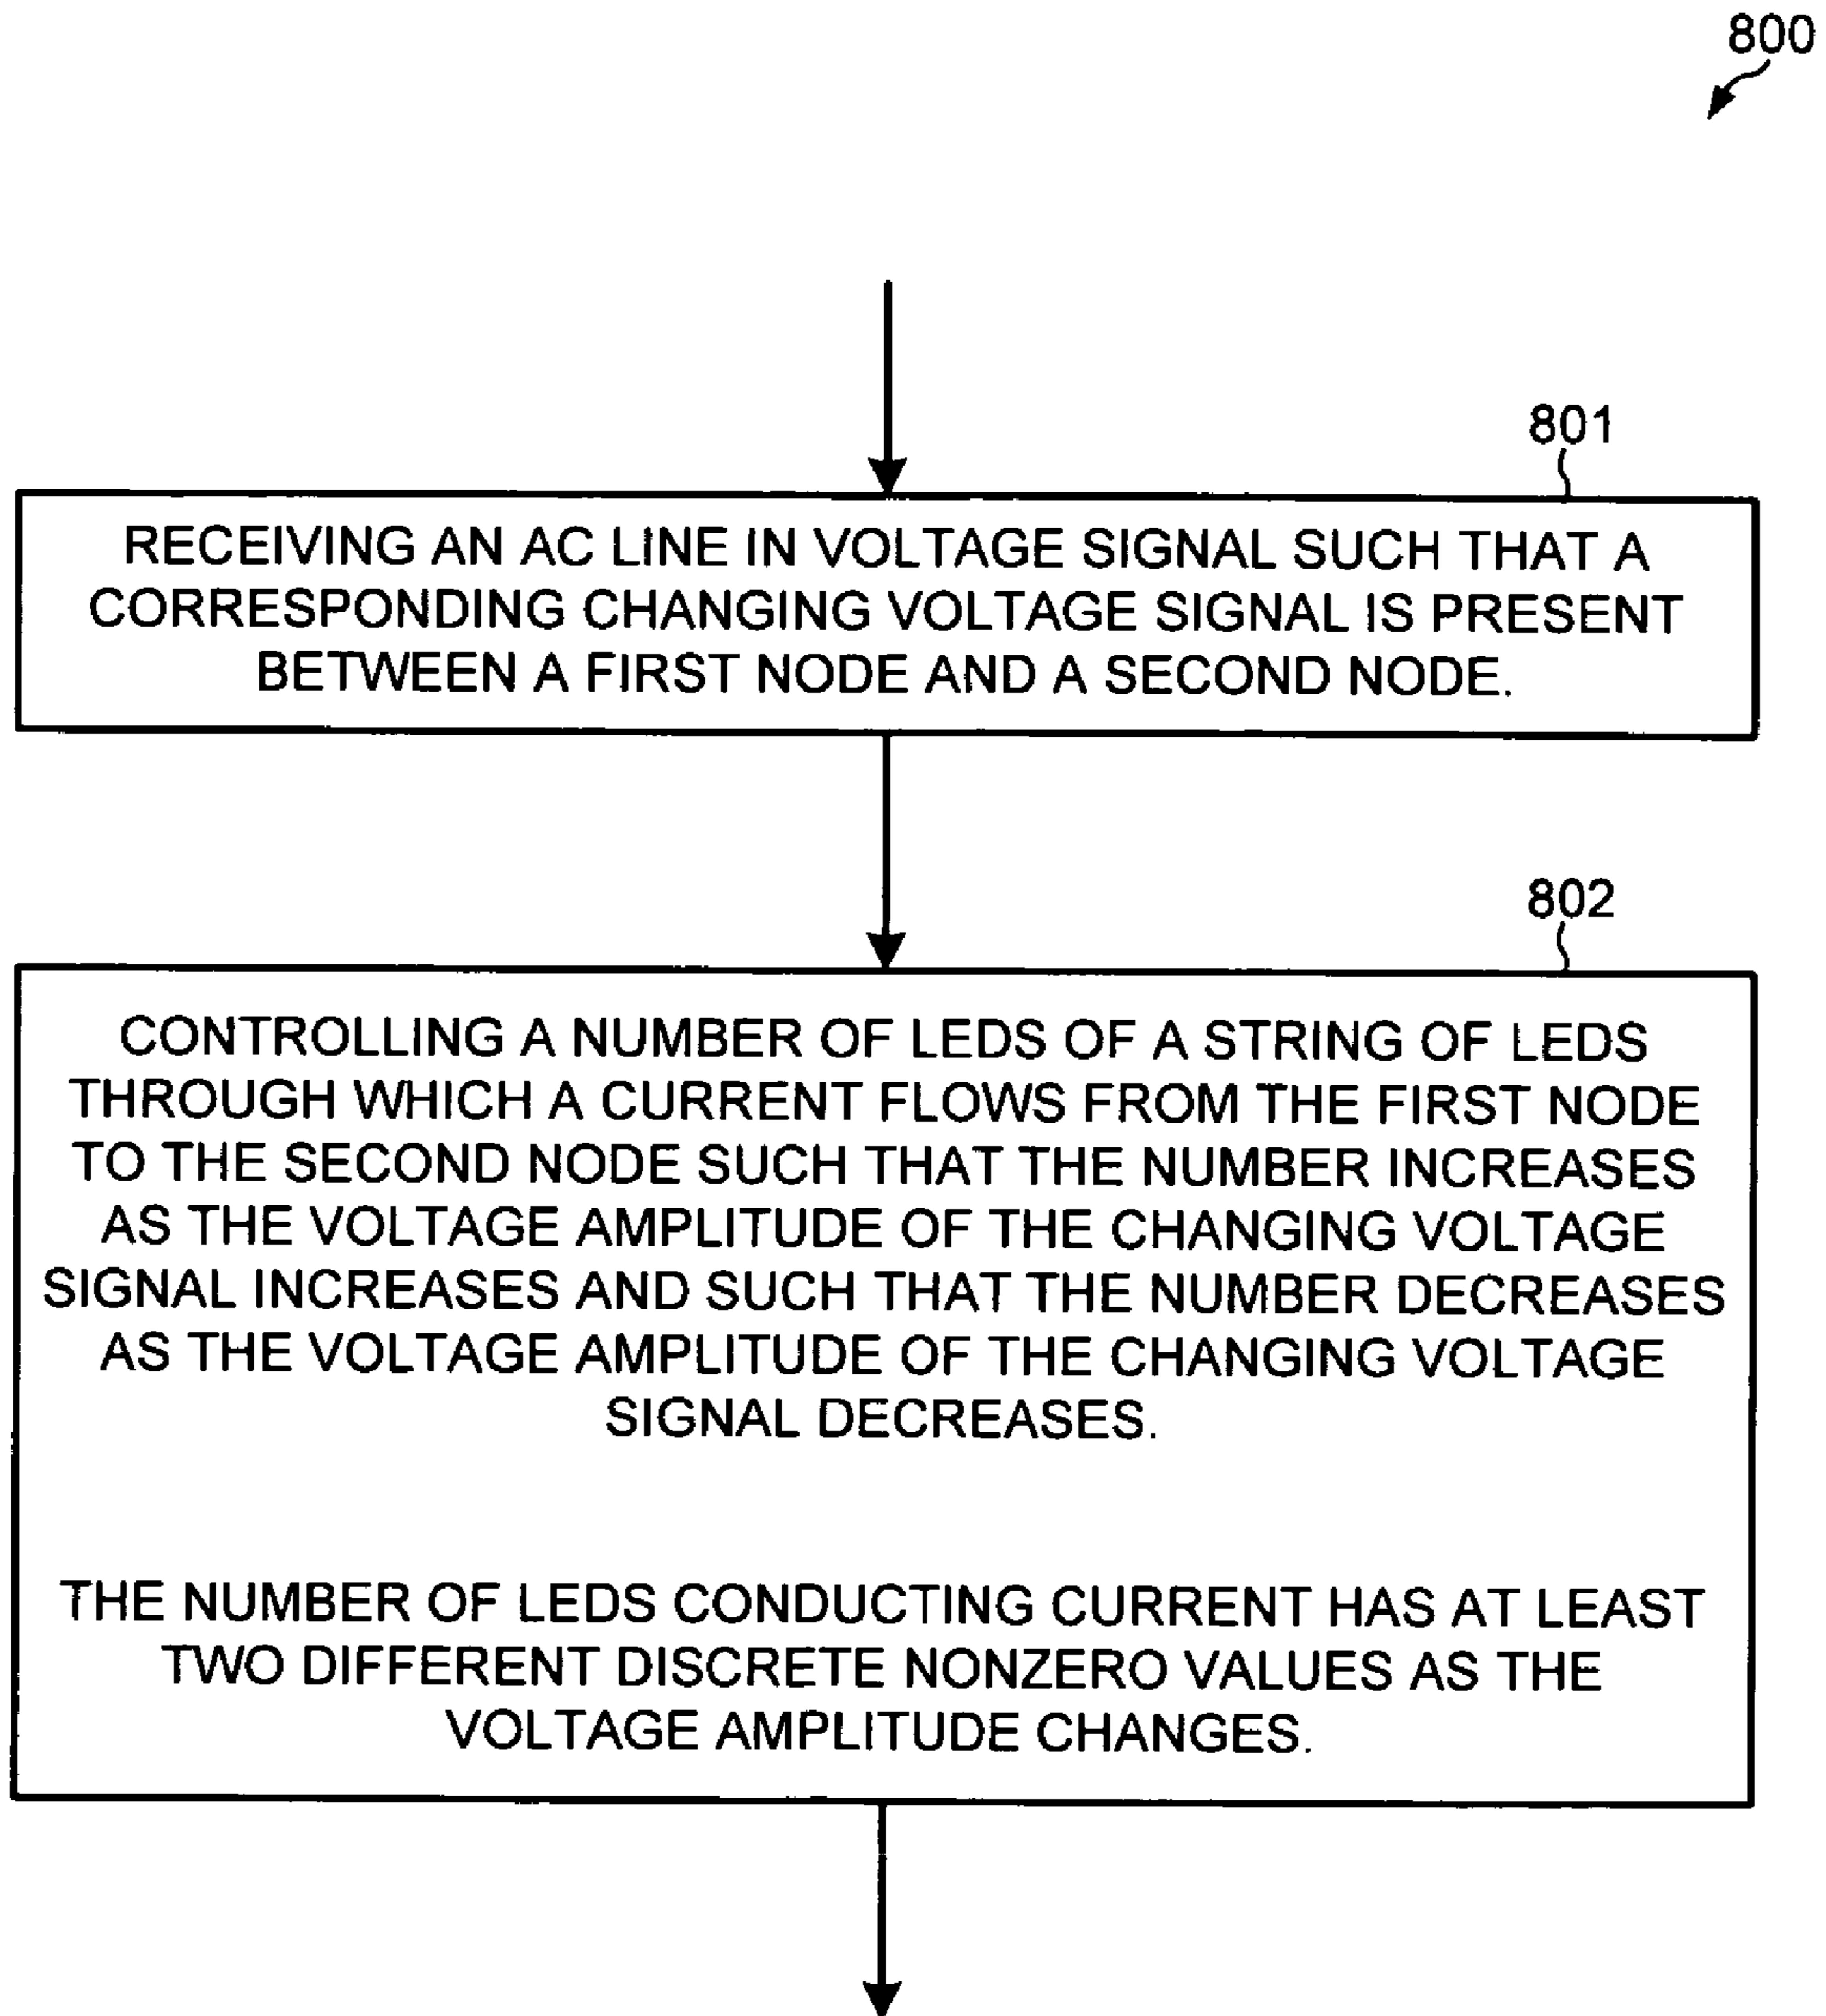 800
801
RECEIVING AN AC LINE IN VOLTAGE SIGNAL SUCH THAT A
CORRESPONDING CHANGING VOLTAGE SIGNAL IS PRESENT
BETWEEN A FIRST NODE AND A SECOND NODE.
802
CONTROLLING A NUMBER OF LEDS OF A STRING OF LEDS
THROUGH WHICH A CURRENT FLOWS FROM THE FIRST NODE
TO THE SECOND NODE SUCH THAT THE NUMBER INCREASES
AS THE VOLTAGE AMPLITUDE OF THE CHANGING VOLTAGE
SIGNAL INCREASES AND SUCH THAT THE NUMBER DECREASES
AS THE VOLTAGE AMPLITUDE OF THE CHANGING VOLTAGE
SIGNAL DECREASES.
THE NUMBER OF LEDS CONDUCTING CURRENT HAS AT LEAST
TWO DIFFERENT DISCRETE NONZERO VALUES AS THE
VOLTAGE AMPLITUDE CHANGES.